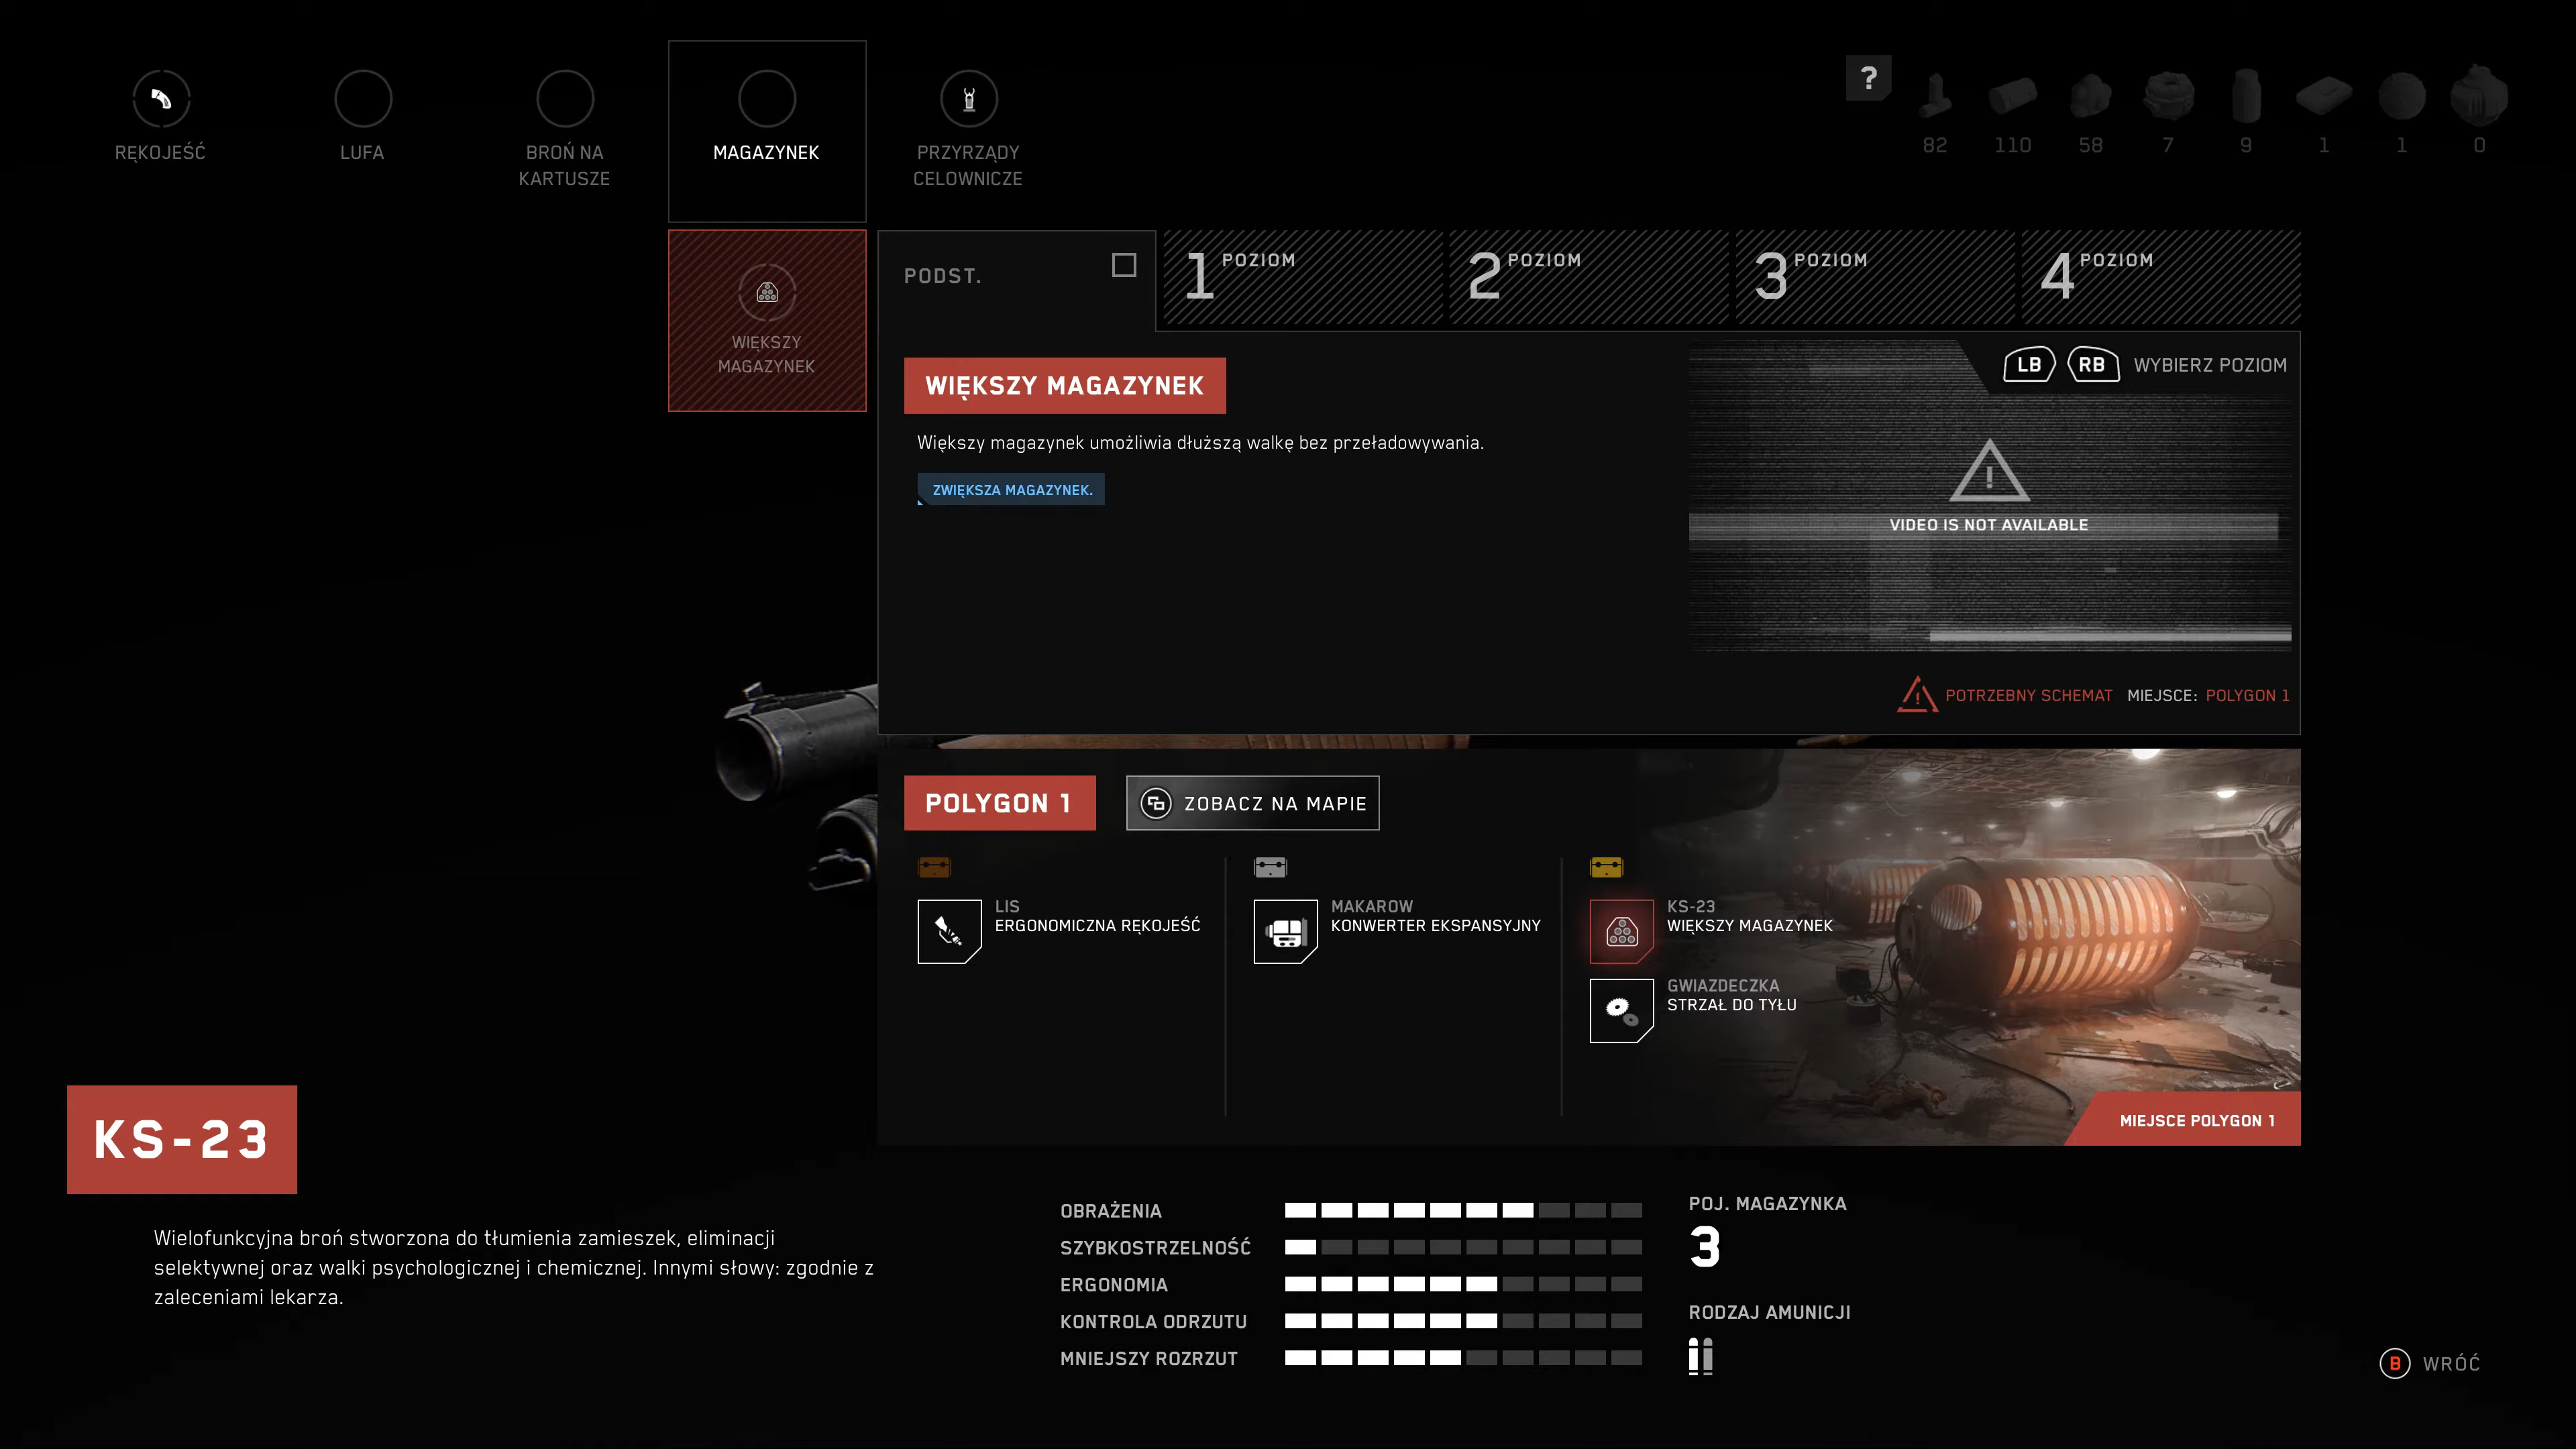 RĘKOJEŚĆ
LUFA
BROŃ NA
KARTUSZE
MAGAZYNEK
PRZYRZĄDY
CELOWNICZE
?
82
110
58
7
9
1
1
0
WIĘKSZY
MAGAZYNEK
PODST.
1 POZIOM
2 POZIOM
3 POZIOM
4 POZIOM
WIĘKSZY MAGAZYNEK
LB RB WYBIERZ POZIOM
Większy magazynek umożliwia dłuższą walkę bez przeładowywania.
ZWIĘKSZA MAGAZYNEK.
VIDEO IS NOT AVAILABLE
POTRZEBNY SCHEMAT MIEJSCE: POLYGON 1
POLYGON 1
ZOBACZ NA MAPIE
LIS
ERGONOMICZNA RĘKOJEŚĆ
MAKAROW
KONWERTER EKSPANSYJNY
KS-23
WIĘKSZY MAGAZYNEK
GWIAZDECZKA
STRZAŁ DO TYŁU
MIEJSCE POLYGON 1
KS-23
Wielofunkcyjna broń stworzona do tłumienia zamieszek, eliminacji
selektywnej oraz walki psychologicznej i chemicznej. Innymi słowy: zgodnie z
zaleceniami lekarza.
OBRAŻENIA
SZYBKOSTRZELNOŚĆ
ERGONOMIA
KONTROLA ODRZUTU
MNIEJSZY ROZRZUT
POJ. MAGAZYNKA
3
RODZAJ AMUNICJI
B WRÓĆ